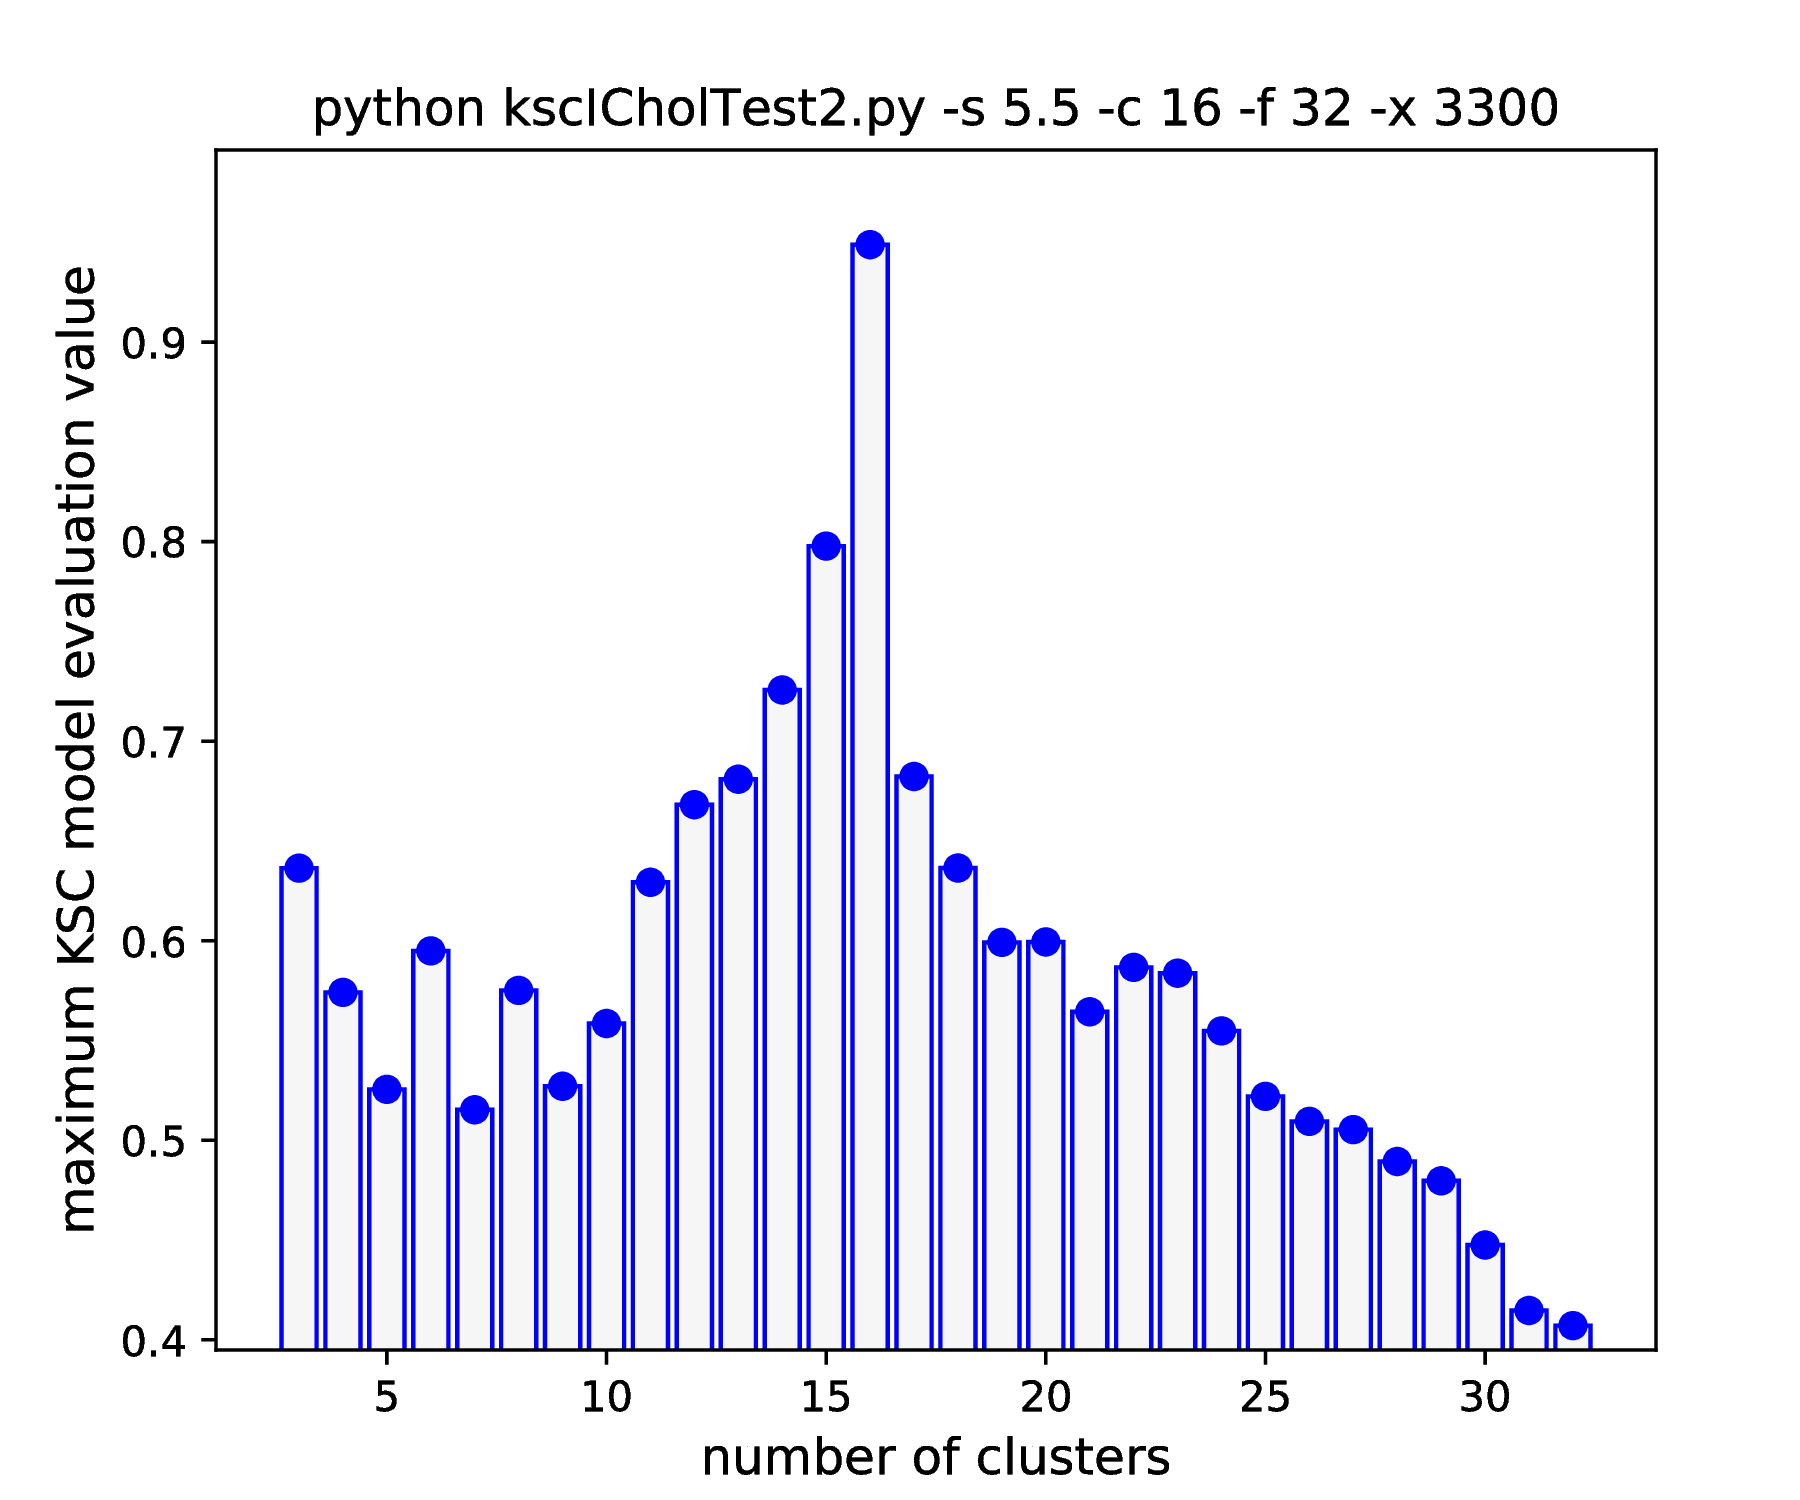 python kscICholTest2.py -s 5.5 -c 16 -f 32 -x 3300
maximum KSC model evaluation value
0.9
0.8
0.7
0.6
0.5
0.4
5 10 15 20 25 30
number of clusters